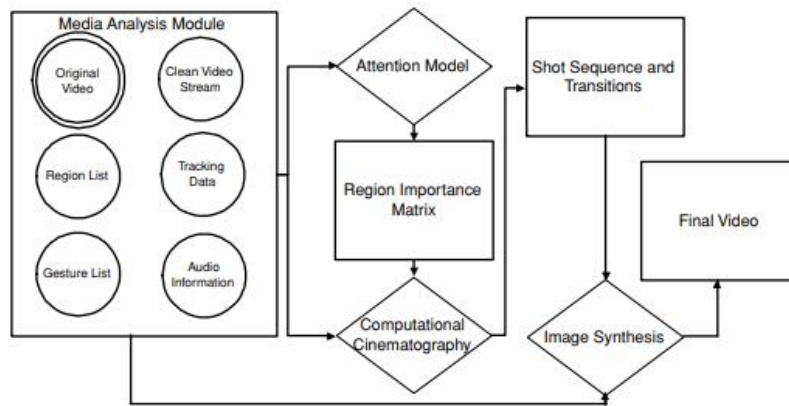 Media Analysis Module
Original
Video
Clean Video
Stream
Region List
Tracking
Data
Gesture List
Audio
Information
Attention Model
Region Importance
Matrix
Computational
Cinematography
Shot Sequence and
Transitions
Image Synthesis
Final Video